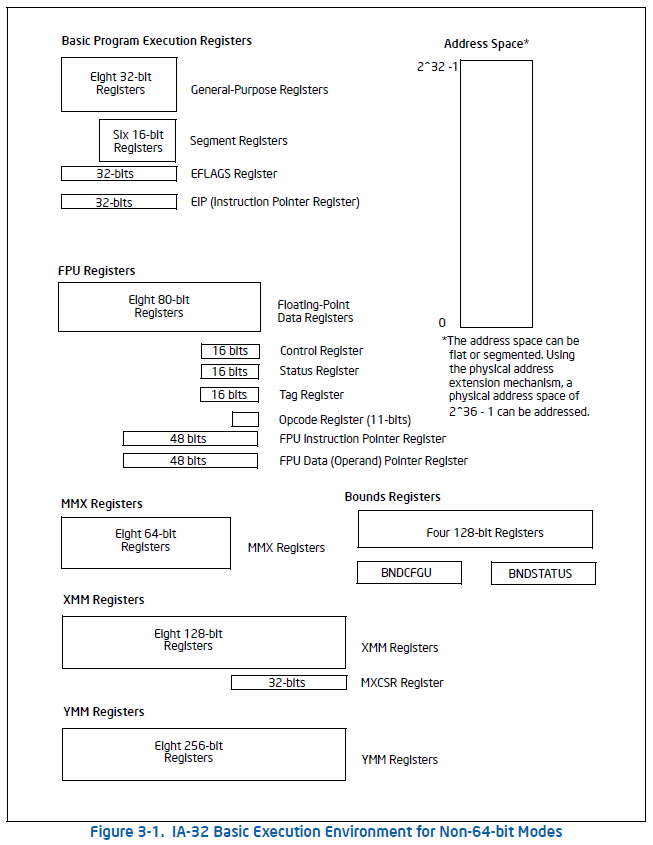 Basic Program Execution Registers
Address Space*
2^32 -1
Eight 32-bit
Registers
General-Purpose Registers
Six 16-bit
Registers
Segment Registers
32-bits
EFLAGS Register
32-bits
EIP (Instruction Pointer Register)
FPU Registers
Eight 80-bit
Registers
Floating-Point
Data Registers
0
*The address space can be
flat or segmented. Using
the physical address
extension mechanism, a
physical address space of
2^36 - 1 can be addressed.
16 bits
Control Register
16 bits
Status Register
16 bits
Tag Register
Opcode Register (11-bits)
48 bits
FPU Instruction Pointer Register
48 bits
FPU Data (Operand) Pointer Register
MMX Registers
Eight 64-bit
Registers
MMX Registers
Bounds Registers
Four 128-bit Registers
BNDCFGU
BNDSTATUS
XMM Registers
Eight 128-bit
Registers
XMM Registers
32-bits
MXCSR Register
YMM Registers
Eight 256-bit
Registers
YMM Registers
Figure 3-1. IA-32 Basic Execution Environment for Non-64-bit Modes